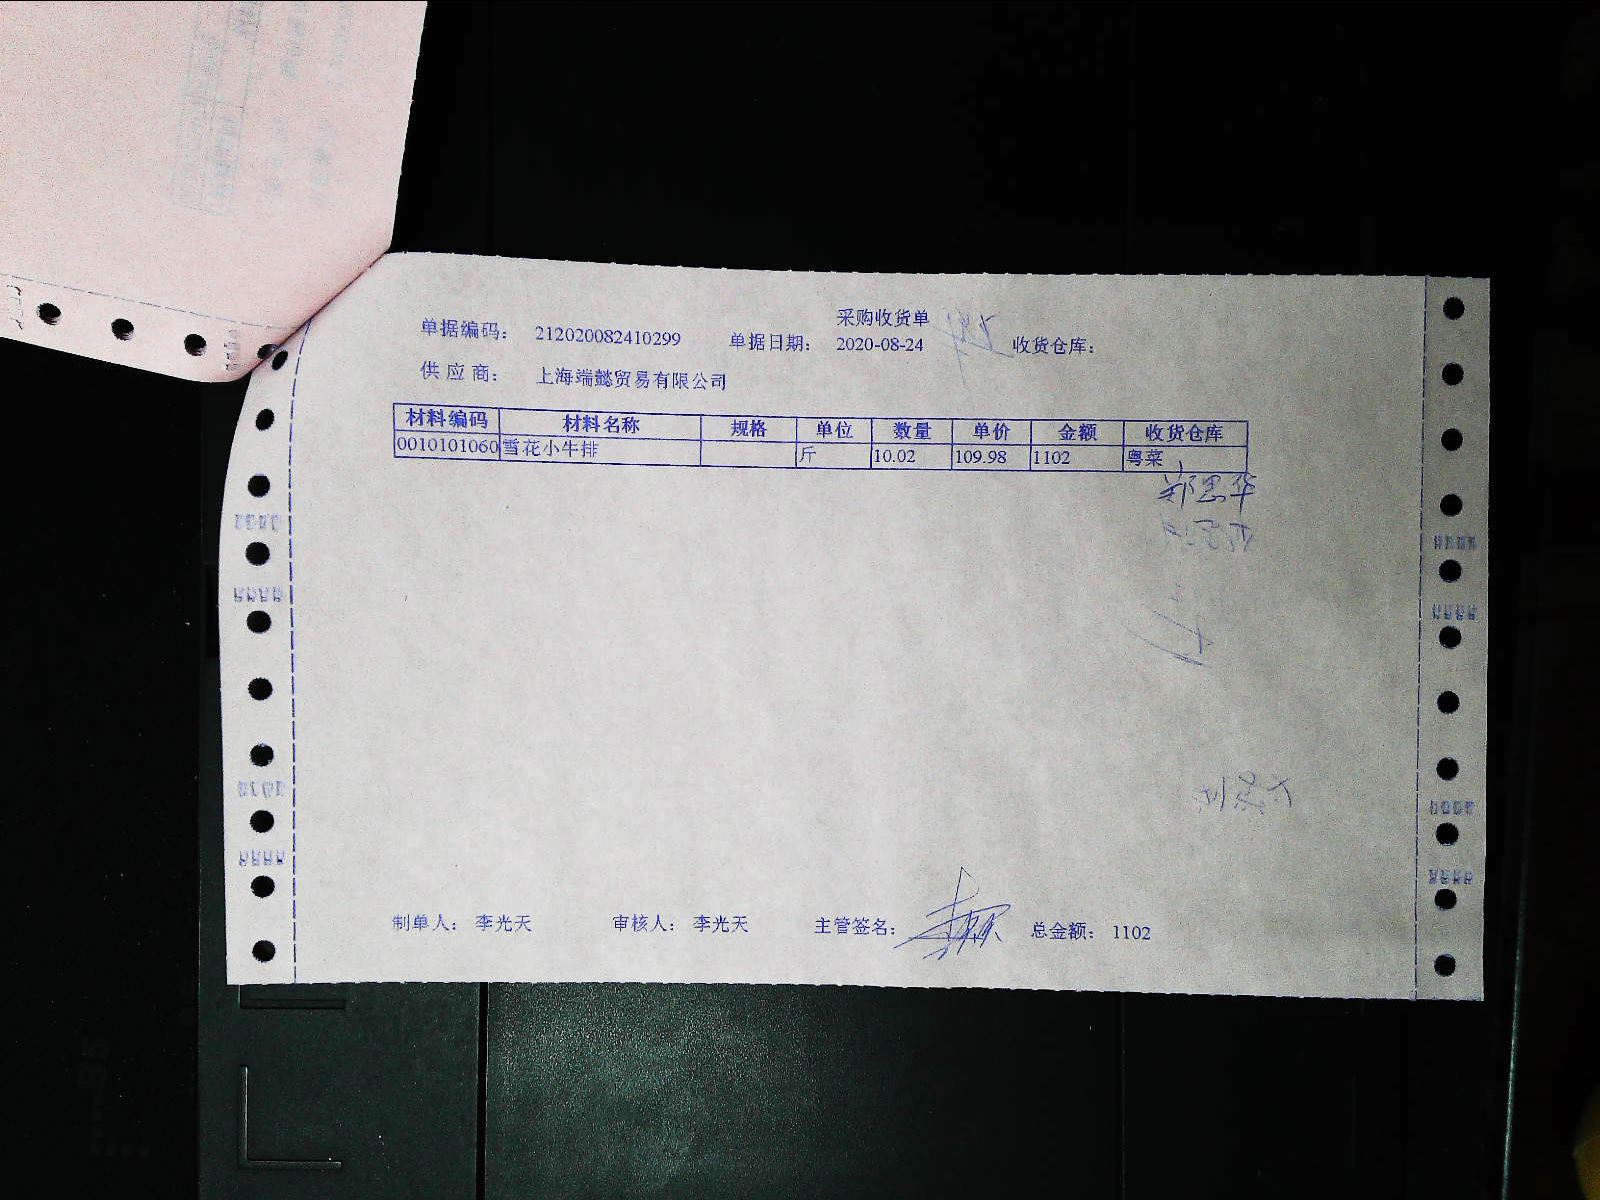 采购收货单
单据编码: 212020082410299 单据日期: 2020-08-24 收货仓库:
供应商: 上海端懿贸易有限公司
材料编码 材料名称 规格 单位 数量 单价 金额 收货仓库
0010101060 雪花小牛排 斤 10.02 109.98 1102 粤菜
郑思华
制单人: 李光天 审核人: 李光天 主管签名: 总金额: 1102